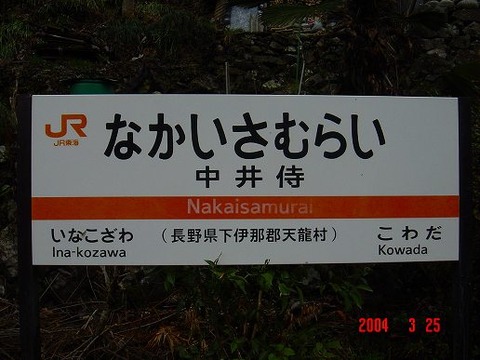 JR
JR東海
なかいさむらい
中井侍
Nakaisamurai
いなこざわ
Ina-kozawa
(長野県下伊那郡天龍村)
こわだ
Kowada
2004 3 25